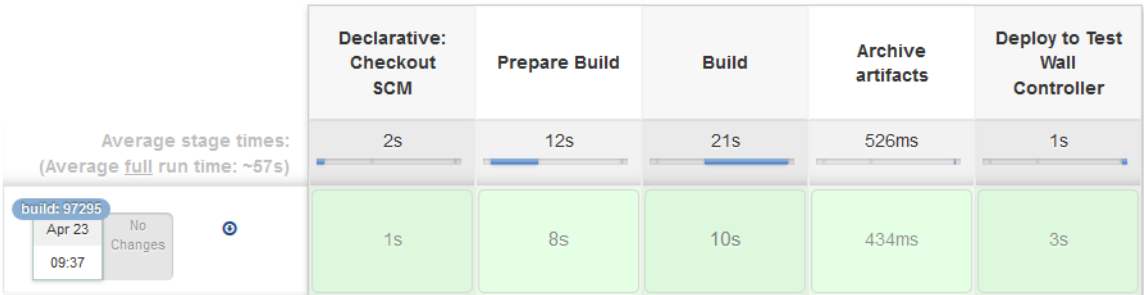 Declarative:
Checkout
SCM
Prepare Build
Build
Archive
artifacts
Deploy to Test
Wall
Controller
Average stage times:
(Average full run time: ~57s)
2s
12s
21s
526ms
1s
build: 97295
Apr 23
09:37
No
Changes
1s
8s
10s
434ms
3s